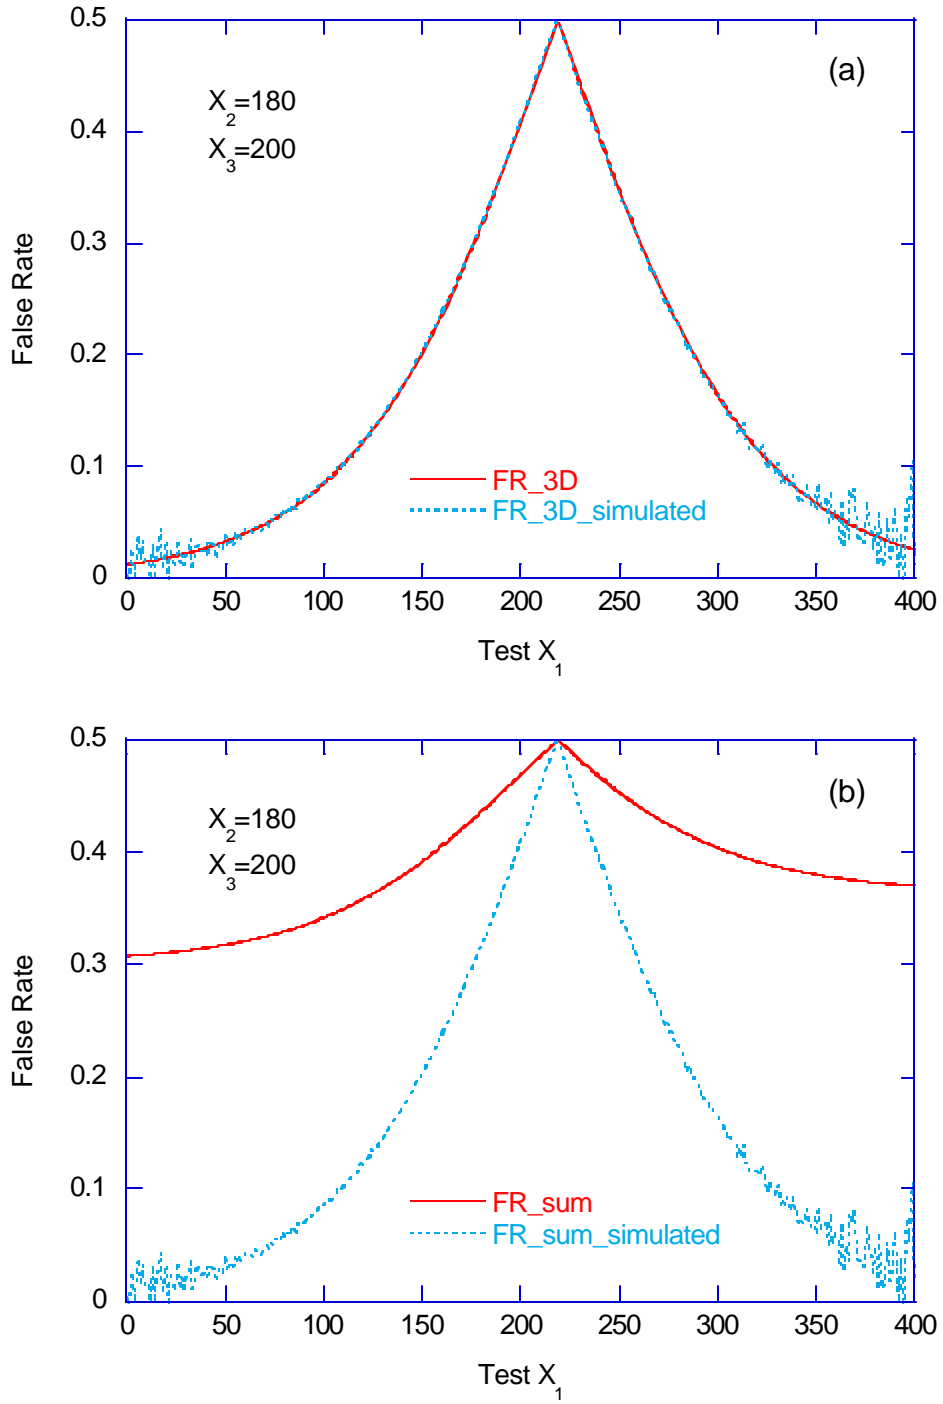 0.5
(a)
X2=180
0.4
X3=200
False Rate
0.3
0.2
0.1
FR_3D
FR_3D_simulated
0
0 50 100 150 200 250 300 350 400
Test X1
0.5
(b)
X2=180
0.4
X3=200
False Rate
0.3
0.2
0.1
FR_sum
FR_sum_simulated
0
0 50 100 150 200 250 300 350 400
Test X1